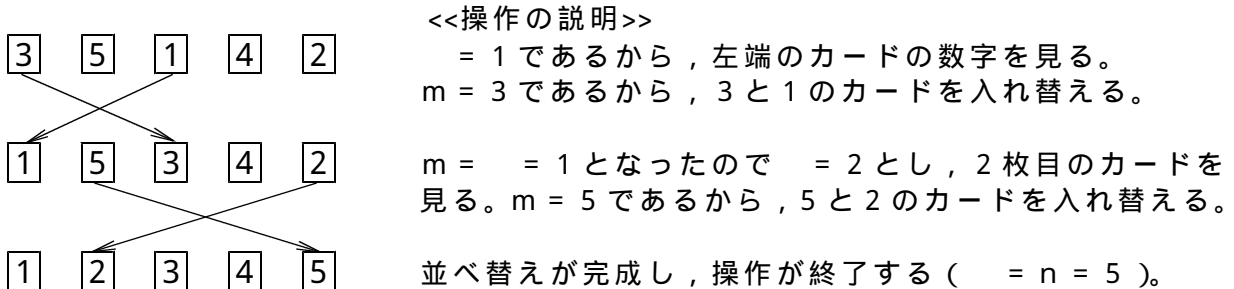 <<操作の説明>>
3 5 1 4 2
= 1 であるから , 左端のカードの数字を見る。
m = 3 であるから , 3 と 1 のカードを入れ替える。
1 5 3 4 2
m = = 1 となったので = 2 とし , 2 枚目のカードを
見る。m = 5 であるから , 5 と 2 のカードを入れ替える。
1 2 3 4 5
並べ替えが完成し , 操作が終了する ( = n = 5 )。